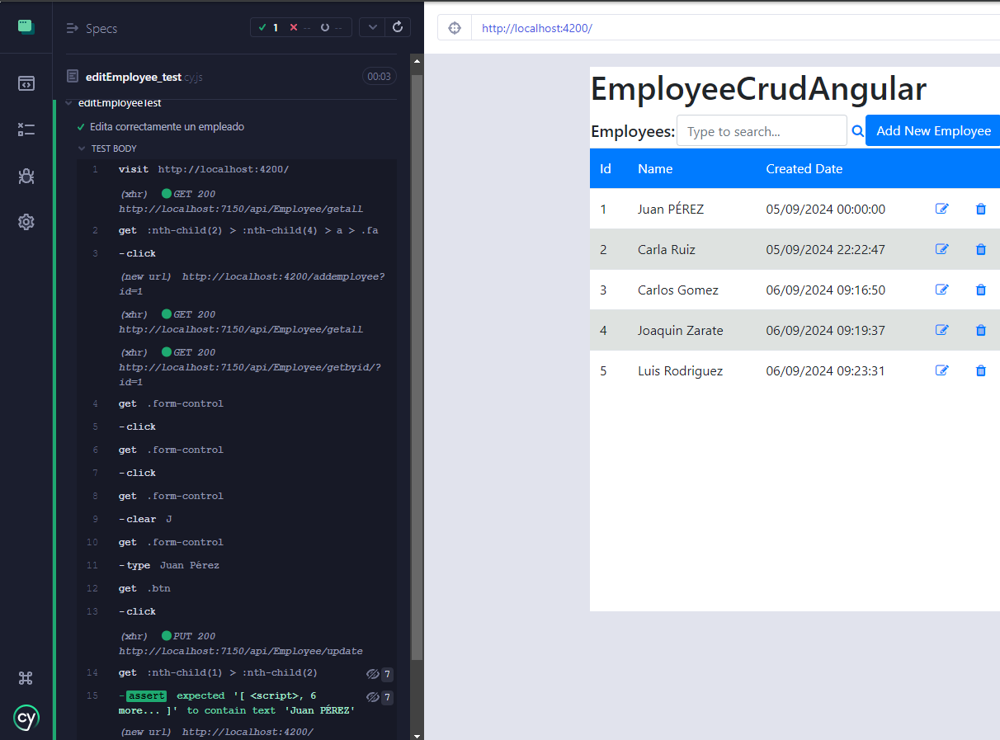 Specs
1 -- --
editEmployee_test.cy.js 00:03
editEmployeeTest
Edita correctamente un empleado
TEST BODY
1 visit http://localhost:4200/
(xhr) GET 200
http://localhost:7150/api/Employee/getall
2 get :nth-child(2) > :nth-child(4) > a > .fa
3 -click
(new url) http://localhost:4200/addemployee?
id=1
(xhr) GET 200
http://localhost:7150/api/Employee/getall
(xhr) GET 200
http://localhost:7150/api/Employee/getbyid/?
id=1
4 get .form-control
5 -click
6 get .form-control
7 -click
8 get .form-control
9 -clear J
10 get .form-control
11 -type Juan Pérez
12 get .btn
13 -click
(xhr) PUT 200
http://localhost:7150/api/Employee/update
14 get :nth-child(1) > :nth-child(2) 7
15 -assert expected '[ <script>, 6 7
more... ]' to contain text 'Juan PÉREZ'
(new url) http://localhost:4200/
cy
http://localhost:4200/
EmployeeCrudAngular
Employees: Type to search... Add New Employee
Id Name Created Date
1 Juan PÉREZ 05/09/2024 00:00:00
2 Carla Ruiz 05/09/2024 22:22:47
3 Carlos Gomez 06/09/2024 09:16:50
4 Joaquin Zarate 06/09/2024 09:19:37
5 Luis Rodriguez 06/09/2024 09:23:31